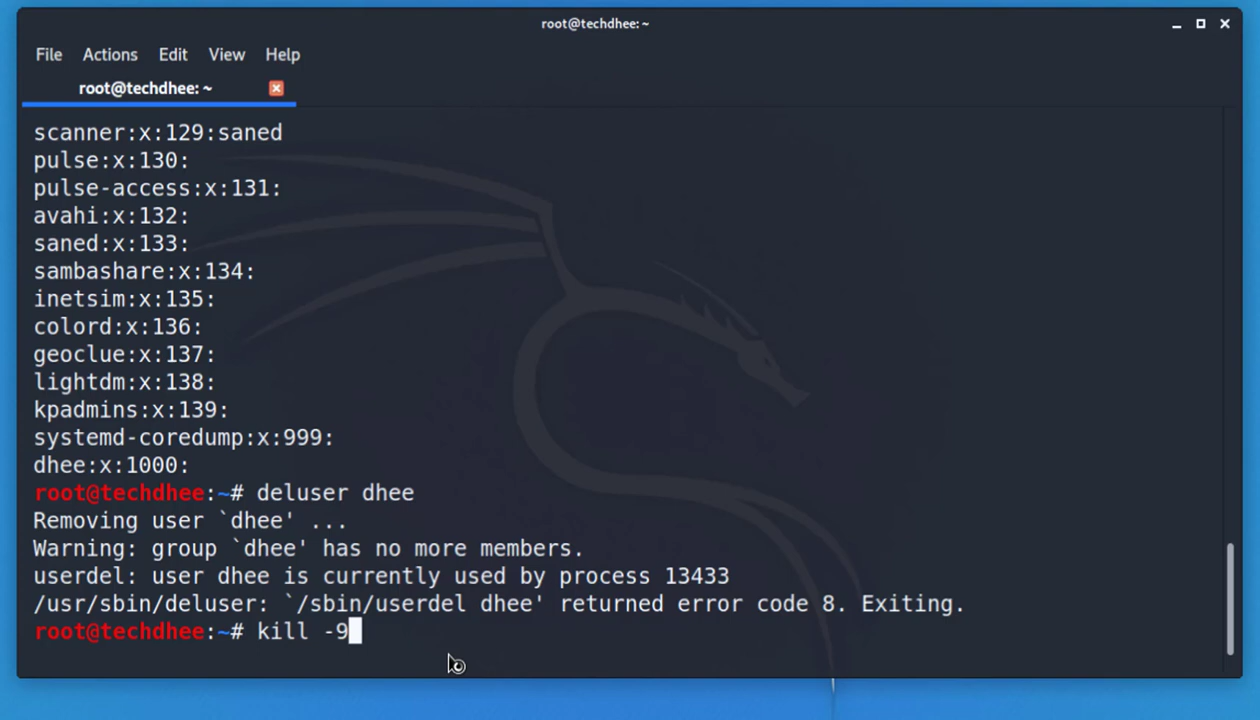 root@techdhee: ~
File Actions Edit View Help
root@techdhee: ~
scanner:x:129:saned
pulse:x:130:
pulse-access:x:131:
avahi:x:132:
saned:x:133:
sambashare:x:134:
inetsim:x:135:
colord:x:136:
geoclue:x:137:
lightdm:x:138:
kpadmins:x:139:
systemd-coredump:x:999:
dhee:x:1000:
root@techdhee:~# deluser dhee
Removing user `dhee' ...
Warning: group `dhee' has no more members.
userdel: user dhee is currently used by process 13433
/usr/sbin/deluser: `/sbin/userdel dhee' returned error code 8. Exiting.
root@techdhee:~# kill -9